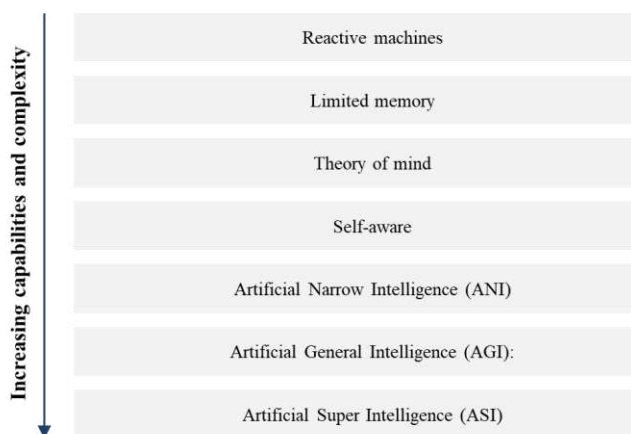 Increasing capabilities and complexity
Reactive machines
Limited memory
Theory of mind
Self-aware
Artificial Narrow Intelligence (ANI)
Artificial General Intelligence (AGI):
Artificial Super Intelligence (ASI)